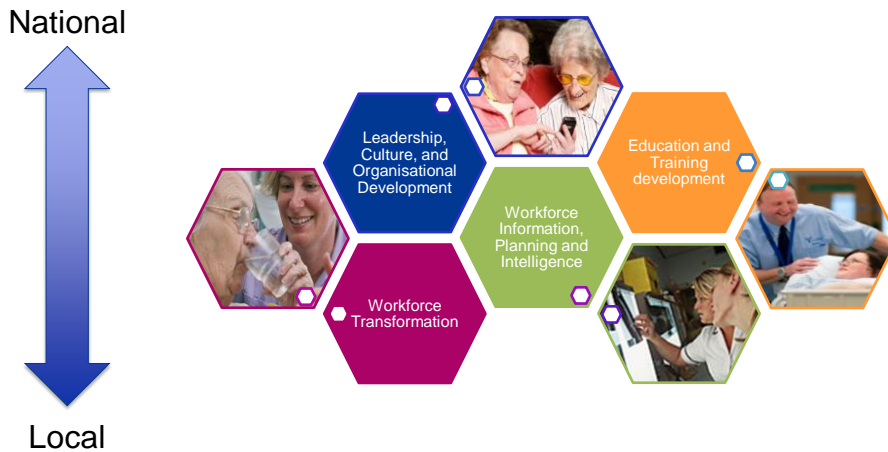 National
Leadership,
Culture, and
Organisational
Development
Education and
Training
development
Workforce
Information,
Planning and
Intelligence
Workforce
Transformation
Local